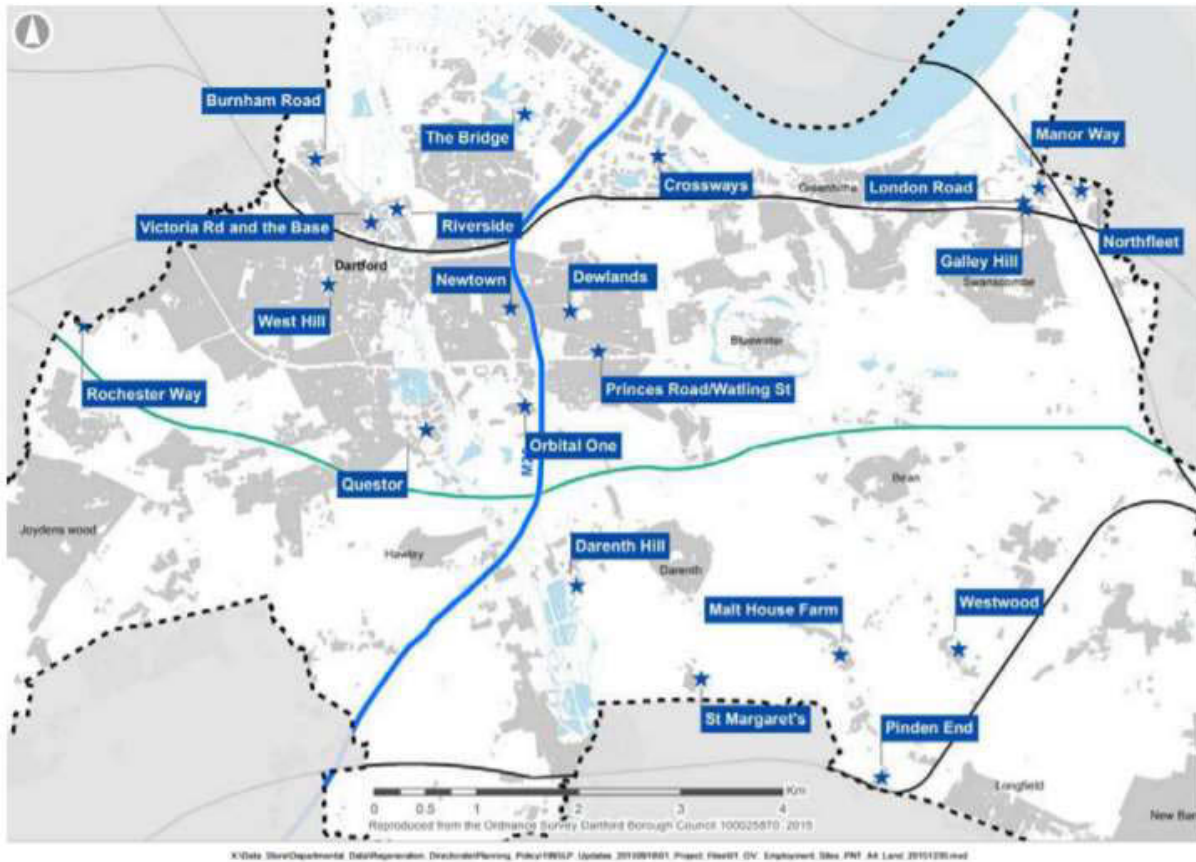 Burnham Road
The Bridge
Manor Way
Crossways
Greenhithe
London Road
Victoria Rd and the Base
Riverside
Northfleet
Dartford
Galley Hill
Newtown
Dewlands
Swanscombe
West Hill
Bluewater
Rochester Way
Princes Road/Watling St
Orbital One
Questor
Bean
Joydens wood
Hawley
Darenth Hill
Darenth
Malt House Farm
Westwood
St Margaret's
Pinden End
Longfield
Km
0 0.5 1 2 3 4
Reproduced from the Ordnance Survey Dartford Borough Council 100025870 2015